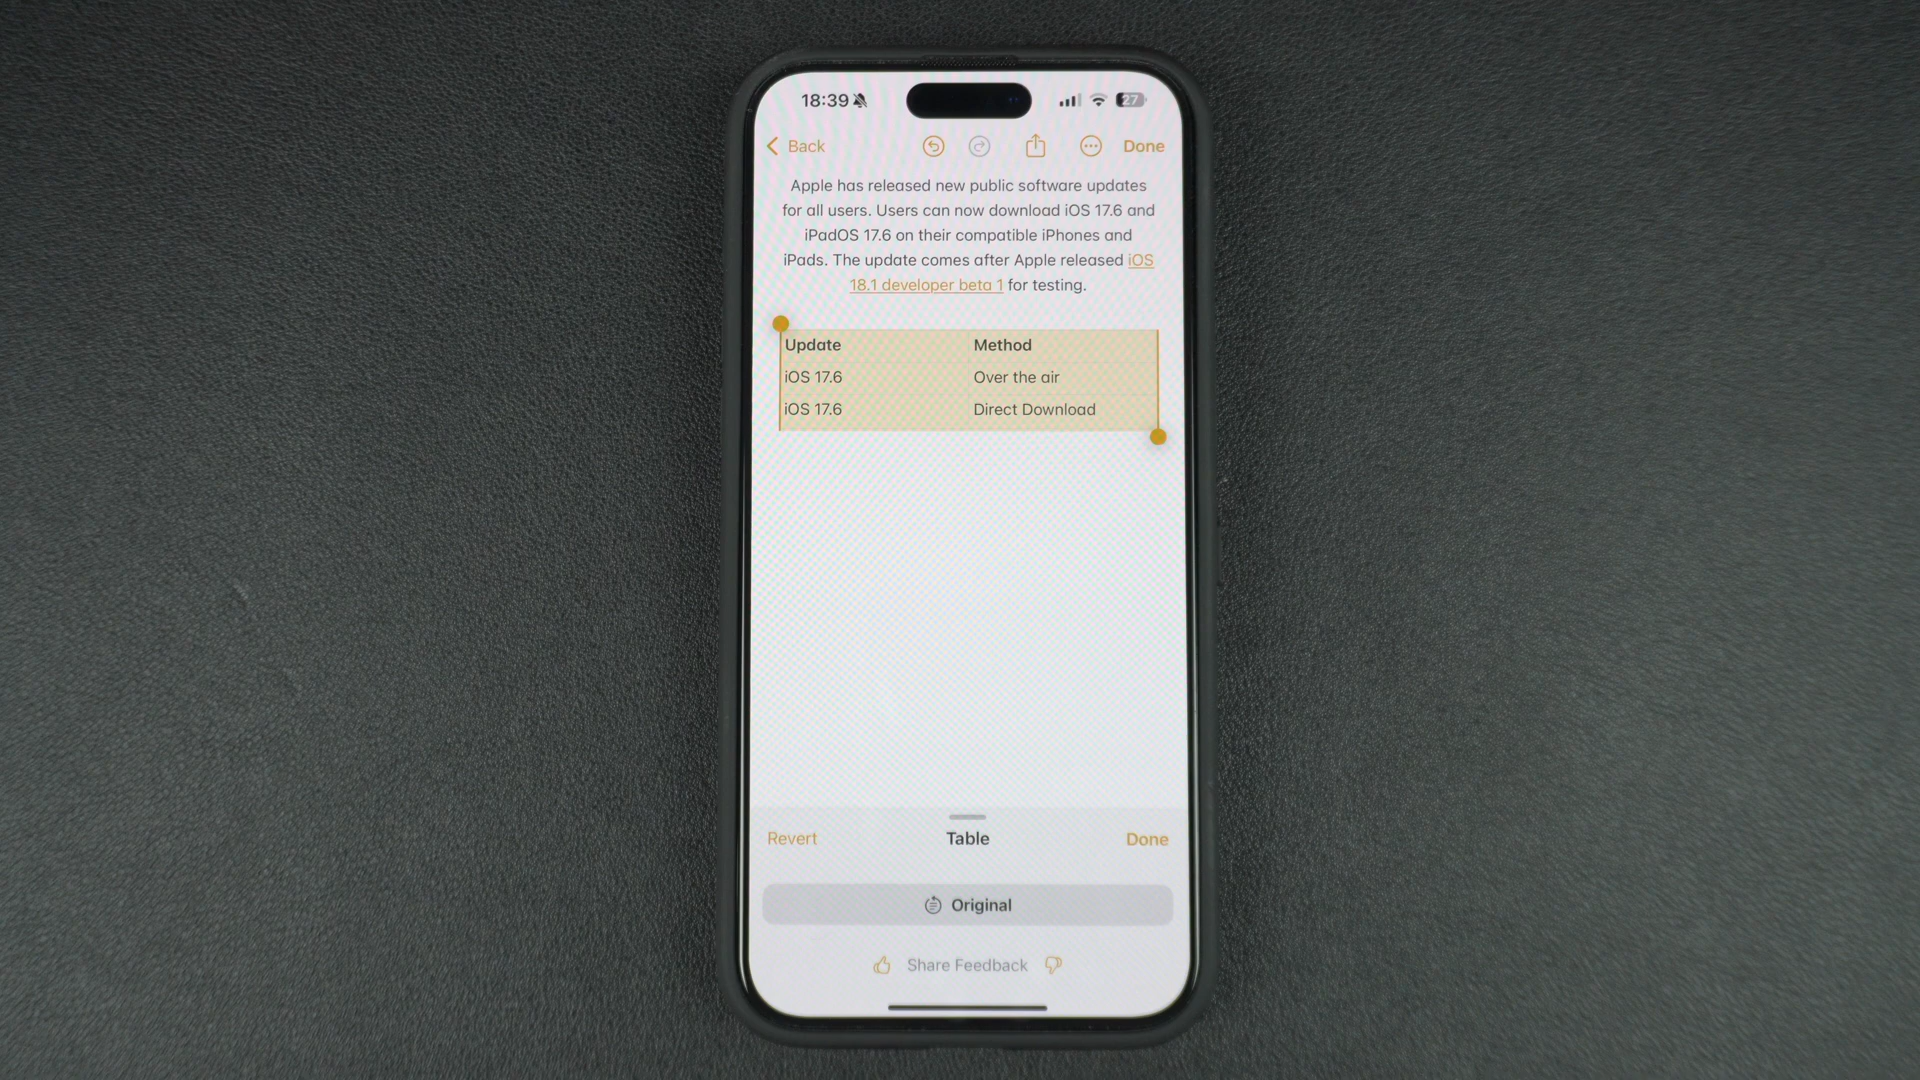 18:39 27
Back Done
Apple has released new public software updates
for all users. Users can now download iOS 17.6 and
iPadOS 17.6 on their compatible iPhones and
iPads. The update comes after Apple released iOS
18.1 developer beta 1 for testing.
Update Method
iOS 17.6 Over the air
iOS 17.6 Direct Download
Revert Table Done
Original
Share Feedback